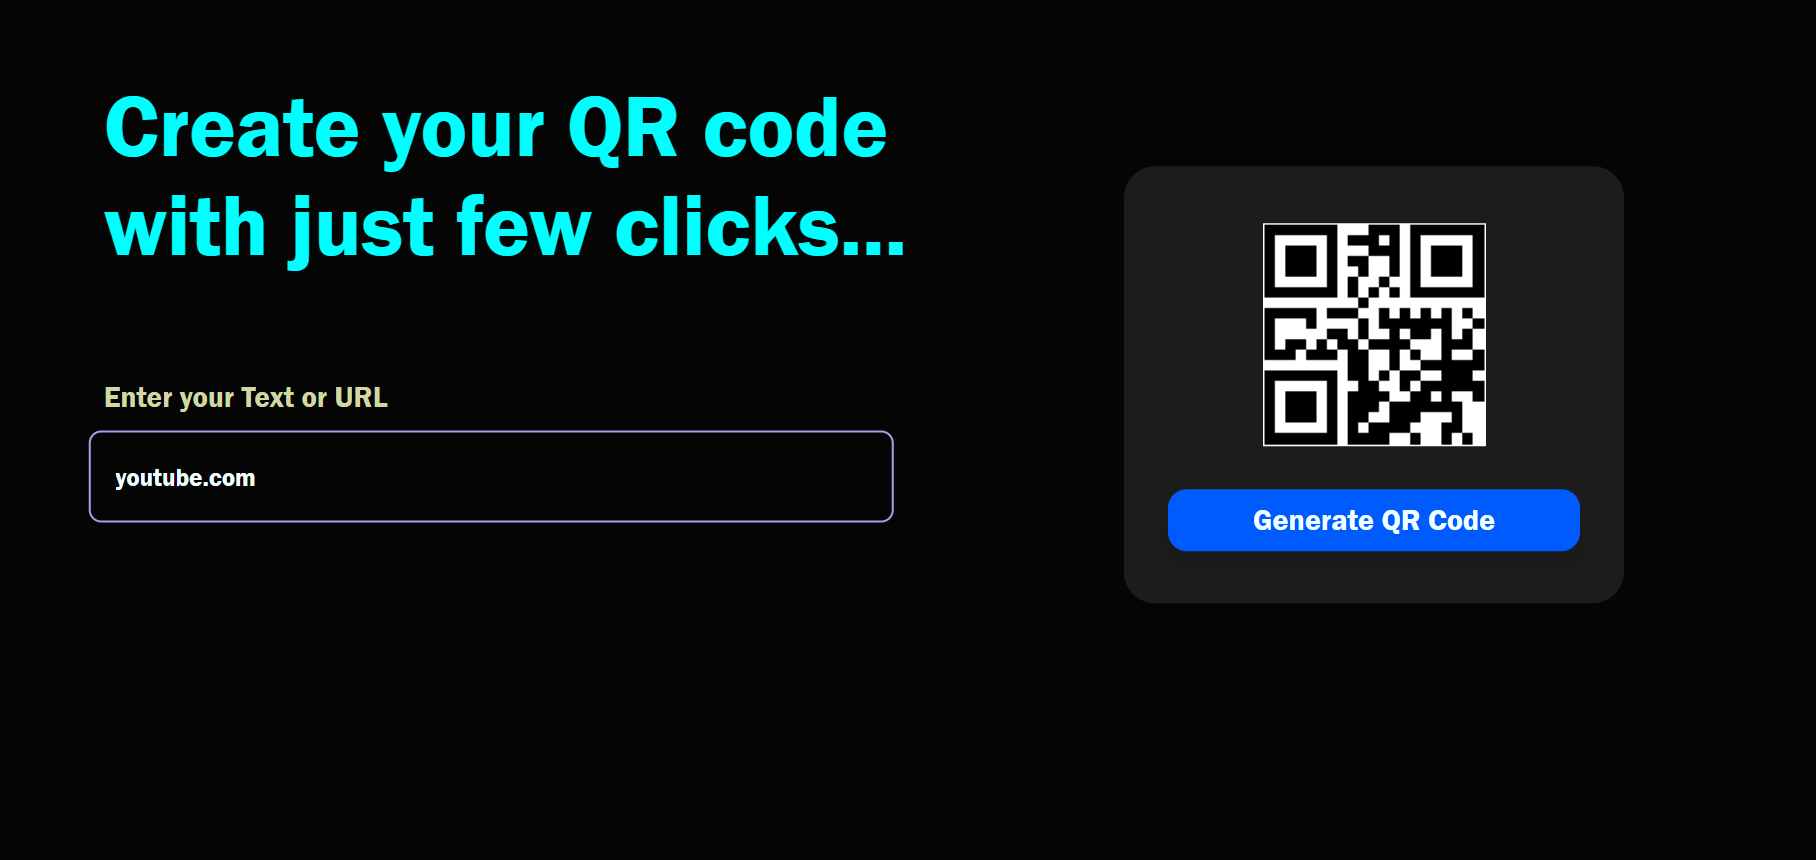 Create your QR code
with just few clicks...
Enter your Text or URL
youtube.com
Generate QR Code